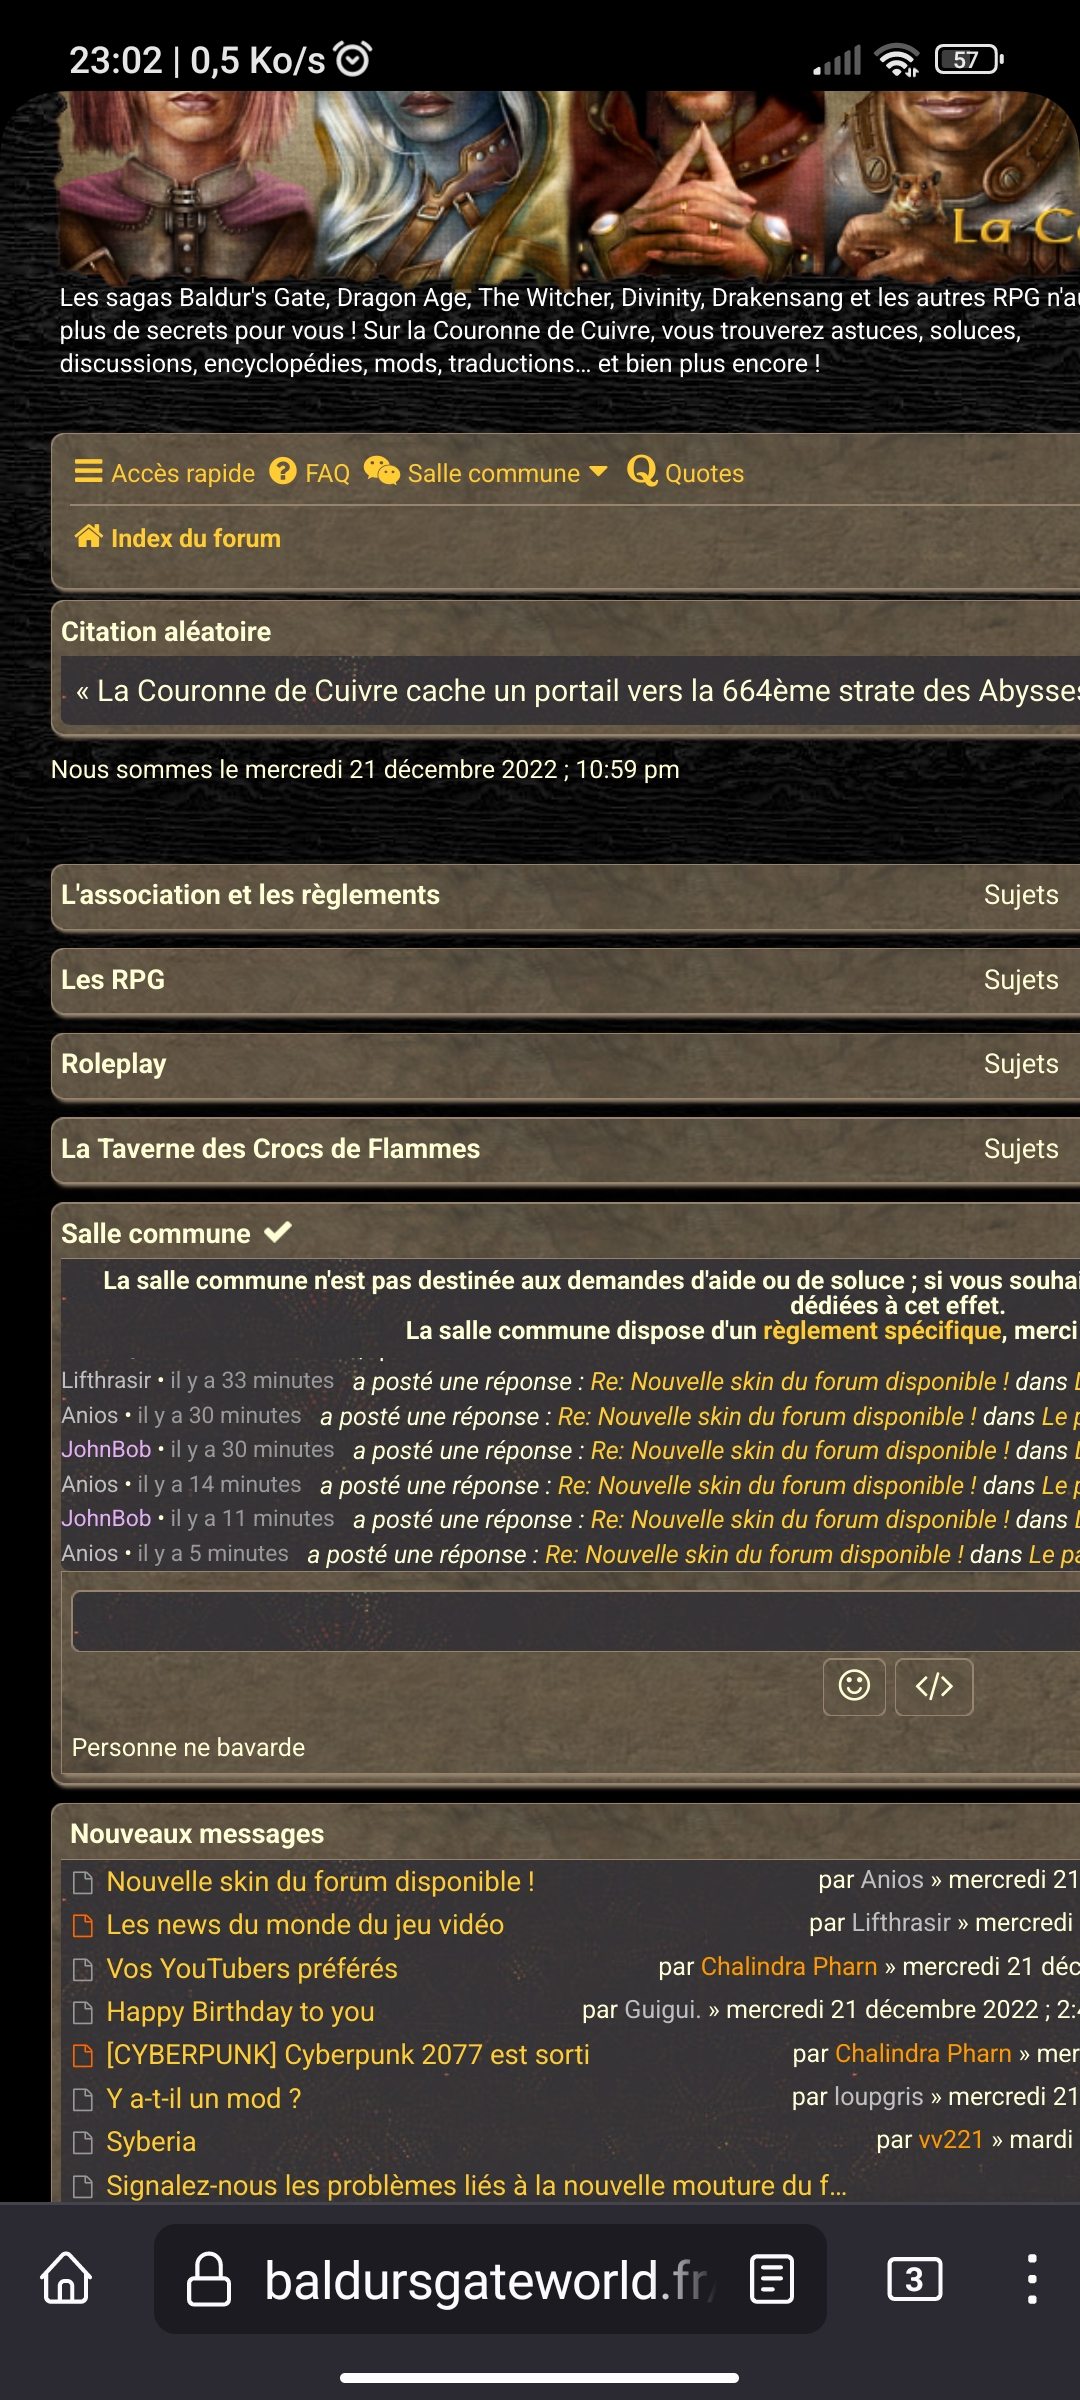 23:02 | 0,5 Ko/s
57
La C
Les sagas Baldur's Gate, Dragon Age, The Witcher, Divinity, Drakensang et les autres RPG n'au
plus de secrets pour vous ! Sur la Couronne de Cuivre, vous trouverez astuces, soluces,
discussions, encyclopédies, mods, traductions... et bien plus encore !
Accès rapide FAQ Salle commune Quotes
Index du forum
Citation aléatoire
« La Couronne de Cuivre cache un portail vers la 664ème strate des Abysses
Nous sommes le mercredi 21 décembre 2022 ; 10:59 pm
L'association et les règlements Sujets
Les RPG Sujets
Roleplay Sujets
La Taverne des Crocs de Flammes Sujets
Salle commune
La salle commune n'est pas destinée aux demandes d'aide ou de soluce ; si vous souhai
dédiées à cet effet.
La salle commune dispose d'un règlement spécifique, merci
Lifthrasir • il y a 33 minutes a posté une réponse : Re: Nouvelle skin du forum disponible ! dans L
Anios • il y a 30 minutes a posté une réponse : Re: Nouvelle skin du forum disponible ! dans Le p
JohnBob • il y a 30 minutes a posté une réponse : Re: Nouvelle skin du forum disponible ! dans L
Anios • il y a 14 minutes a posté une réponse : Re: Nouvelle skin du forum disponible ! dans Le p
JohnBob • il y a 11 minutes a posté une réponse : Re: Nouvelle skin du forum disponible ! dans L
Anios • il y a 5 minutes a posté une réponse : Re: Nouvelle skin du forum disponible ! dans Le pa
Personne ne bavarde
Nouveaux messages
Nouvelle skin du forum disponible ! par Anios » mercredi 21
Les news du monde du jeu vidéo par Lifthrasir » mercredi
Vos YouTubers préférés par Chalindra Pharn » mercredi 21 déc
Happy Birthday to you par Guigui. » mercredi 21 décembre 2022 ; 2:4
[CYBERPUNK] Cyberpunk 2077 est sorti par Chalindra Pharn » mer
Y a-t-il un mod ? par loupgris » mercredi 21
Syberia par vv221 » mardi
Signalez-nous les problèmes liés à la nouvelle mouture du f...
baldursgateworld.fr/
3